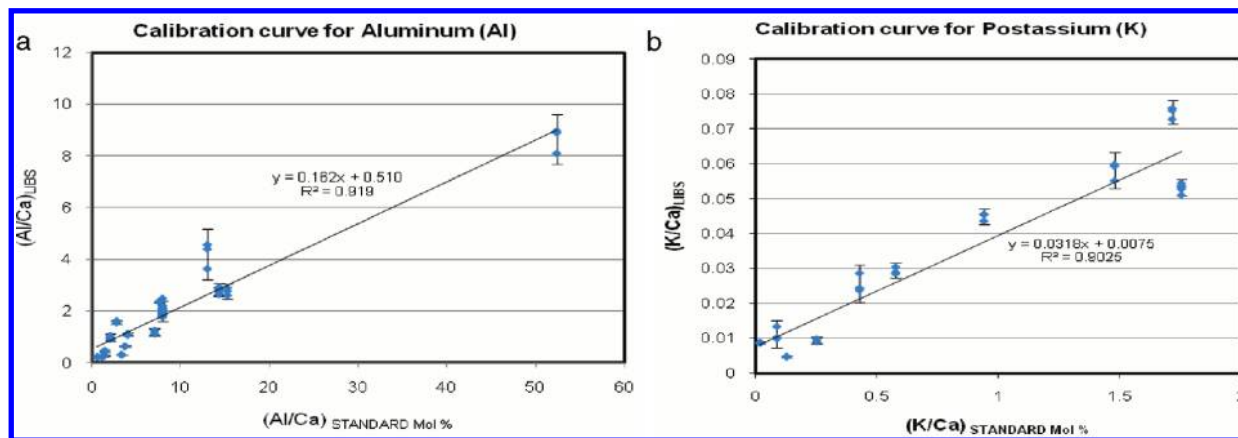 a
Calibration curve for Aluminum (Al)
12
10
8
6
4
2
0
0 10 20 30 40 50 60
(Al/Ca)LIBS
y = 0.162x + 0.510
R² = 0.919
(Al/Ca) STANDARD Mol %
b
Calibration curve for Postassium (K)
0.09
0.08
0.07
0.06
0.05
0.04
0.03
0.02
0.01
0
0 0.5 1 1.5 2
(K/Ca)LIBS
y = 0.0318x + 0.0075
R² = 0.9025
(K/Ca) STANDARD Mol %